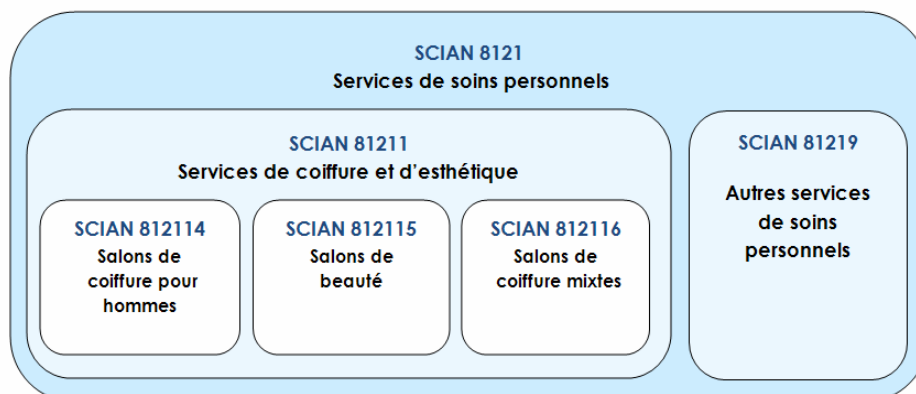 SCIAN 8121
Services de soins personnels
SCIAN 81211
Services de coiffure et d'esthétique
SCIAN 812114
Salons de
coiffure pour
hommes
SCIAN 812115
Salons de
beauté
SCIAN 812116
Salons de
coiffure mixtes
SCIAN 81219
Autres services
de soins
personnels